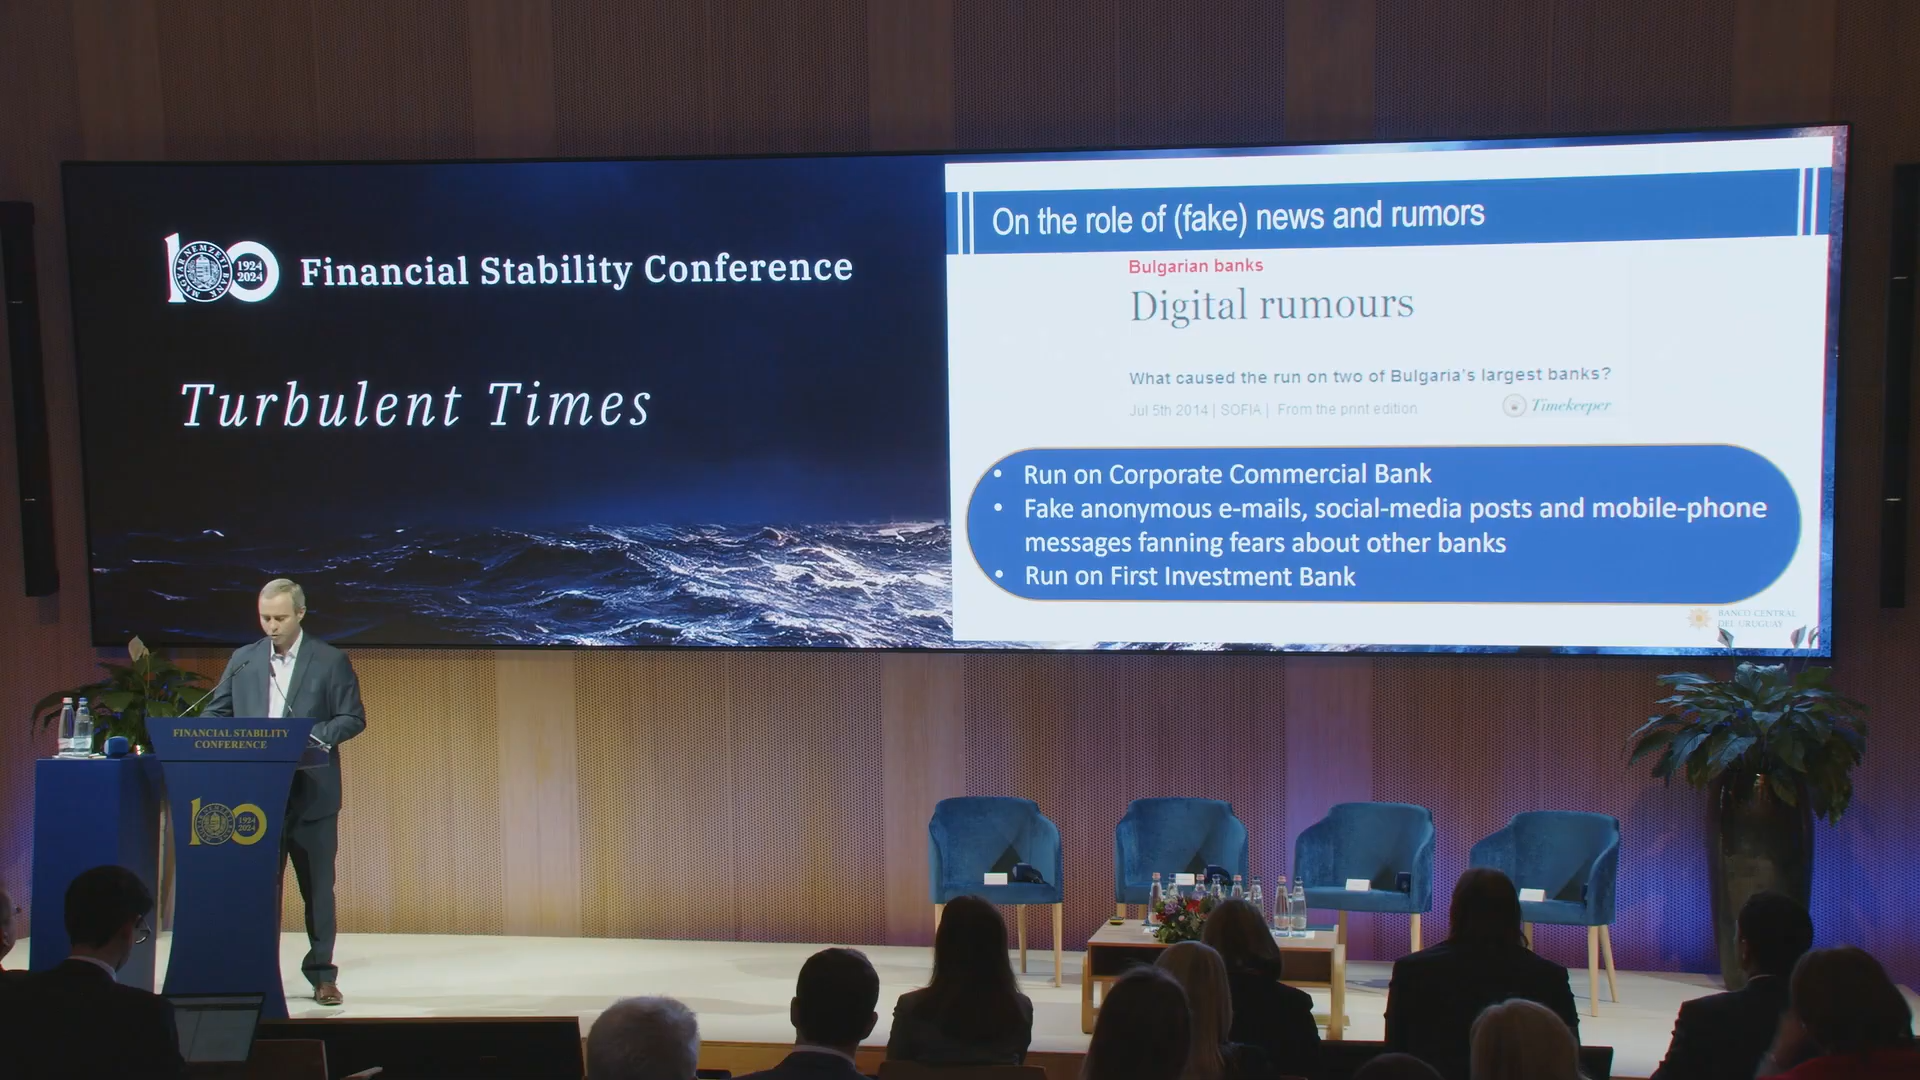 MAGYAR NEMZETI BANK
1924
2024
Financial Stability Conference
Turbulent Times
On the role of (fake) news and rumors
Bulgarian banks
Digital rumours
What caused the run on two of Bulgaria's largest banks?
Jul 5th 2014 | SOFIA | From the print edition
Timekeeper
• Run on Corporate Commercial Bank
• Fake anonymous e-mails, social-media posts and mobile-phone
messages fanning fears about other banks
• Run on First Investment Bank
BANCO CENTRAL
DEL URUGUAY
FINANCIAL STABILITY
CONFERENCE
1924
2024